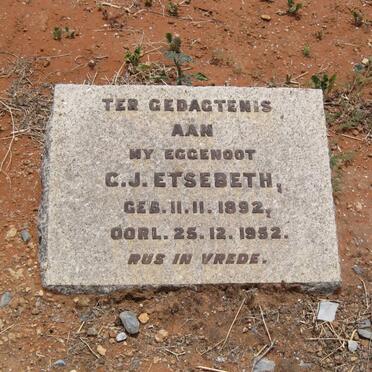 TER GEDAGTENIS
AAN
MY EGGENOOT
C.J. ETSEBETH,
GEB. 11.11. 1892,
OORL. 25.12. 1952.
RUS IN VREDE.